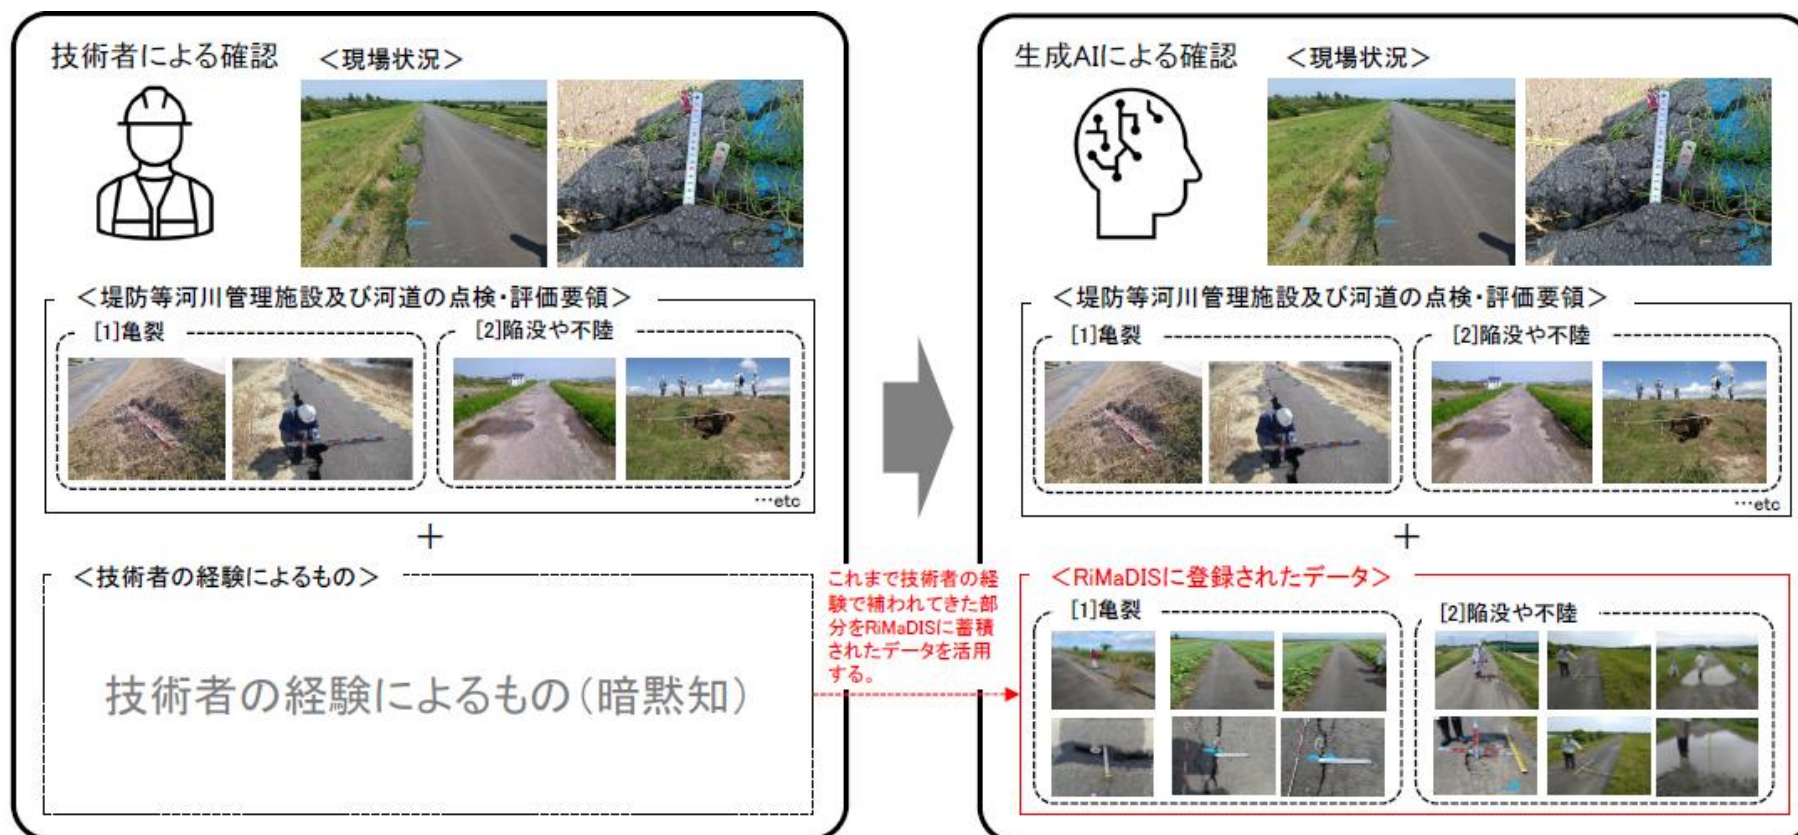 技術者による確認
＜現場状況＞
＜堤防等河川管理施設及び河道の点検・評価要領＞
[1]亀裂
[2]陥没や不陸
…etc
＋
＜技術者の経験によるもの＞
技術者の経験によるもの（暗黙知）
これまで技術者の経
験で補われてきた部
分をRiMaDISに蓄積
されたデータを活用
する。
生成AIによる確認
＜現場状況＞
＜堤防等河川管理施設及び河道の点検・評価要領＞
[1]亀裂
[2]陥没や不陸
…etc
＋
＜RiMaDISに登録されたデータ＞
[1]亀裂
[2]陥没や不陸